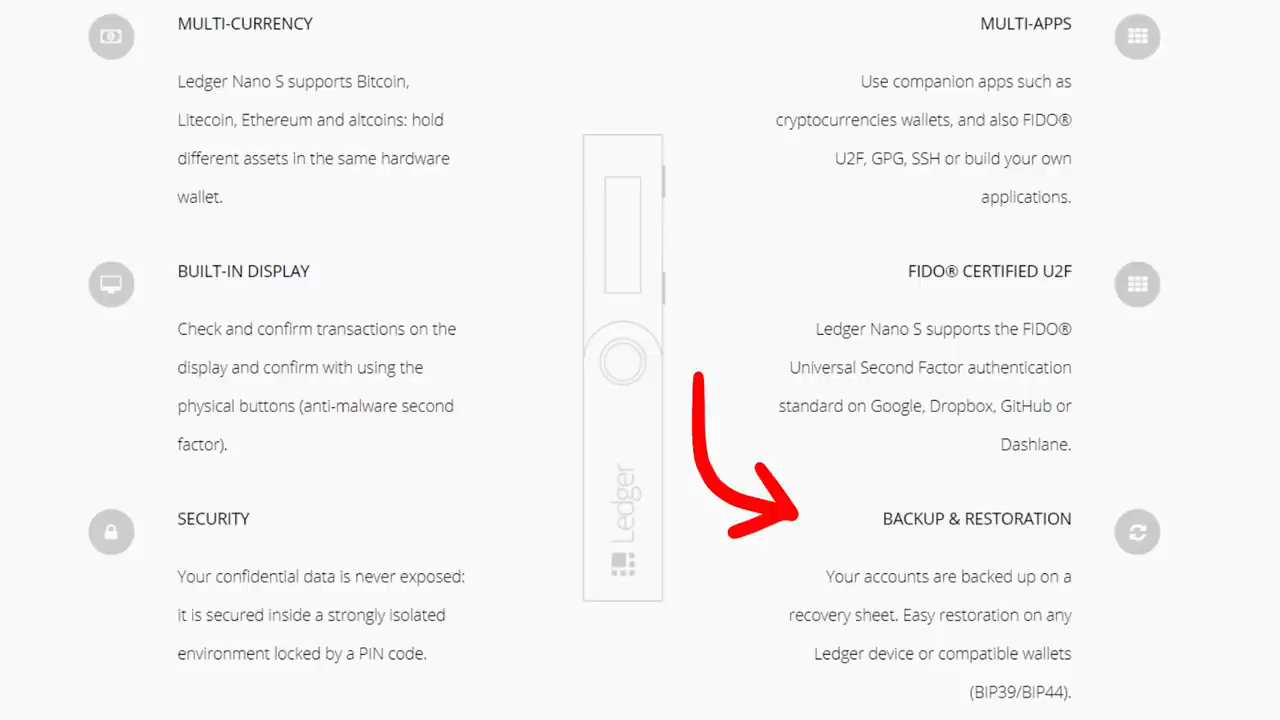 MULTI-CURRENCY
Ledger Nano S supports Bitcoin,
Litecoin, Ethereum and altcoins: hold
different assets in the same hardware
wallet.
BUILT-IN DISPLAY
Check and confirm transactions on the
display and confirm with using the
physical buttons (anti-malware second
factor).
SECURITY
Your confidential data is never exposed:
it is secured inside a strongly isolated
environment locked by a PIN code.
Ledger
MULTI-APPS
Use companion apps such as
cryptocurrencies wallets, and also FIDO®
U2F, GPG, SSH or build your own
applications.
FIDO® CERTIFIED U2F
Ledger Nano S supports the FIDO®
Universal Second Factor authentication
standard on Google, Dropbox, GitHub or
Dashlane.
BACKUP & RESTORATION
Your accounts are backed up on a
recovery sheet. Easy restoration on any
Ledger device or compatible wallets
(BIP39/BIP44).